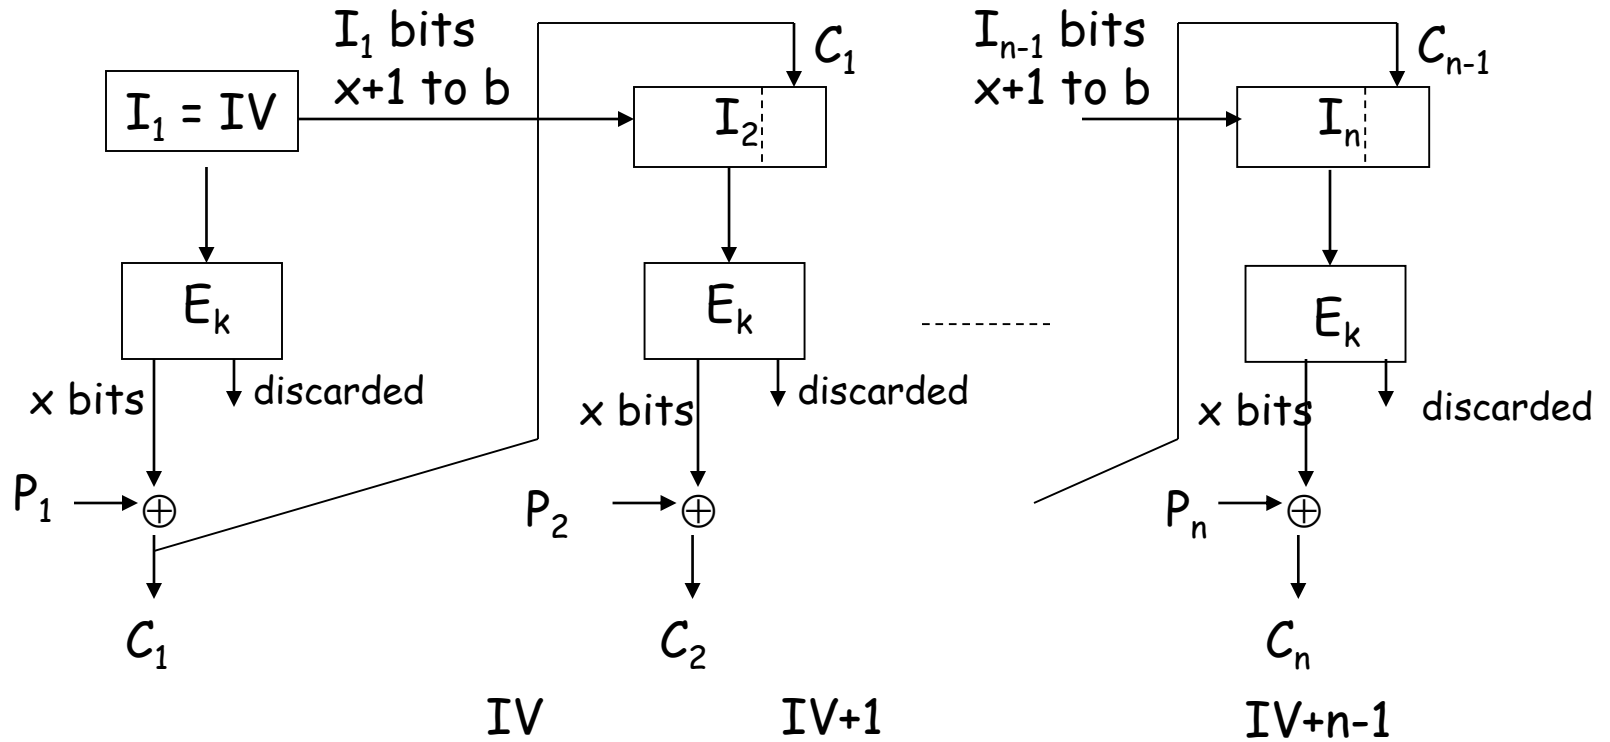 I₁ bits
x+1 to b
C₁
Iₙ₋₁ bits
x+1 to b
Cₙ₋₁
I₁ = IV
I₂
Iₙ
Eₖ
Eₖ
Eₖ
x bits
discarded
x bits
discarded
x bits
discarded
P₁
P₂
Pₙ
C₁
C₂
Cₙ
IV
IV+1
IV+n-1